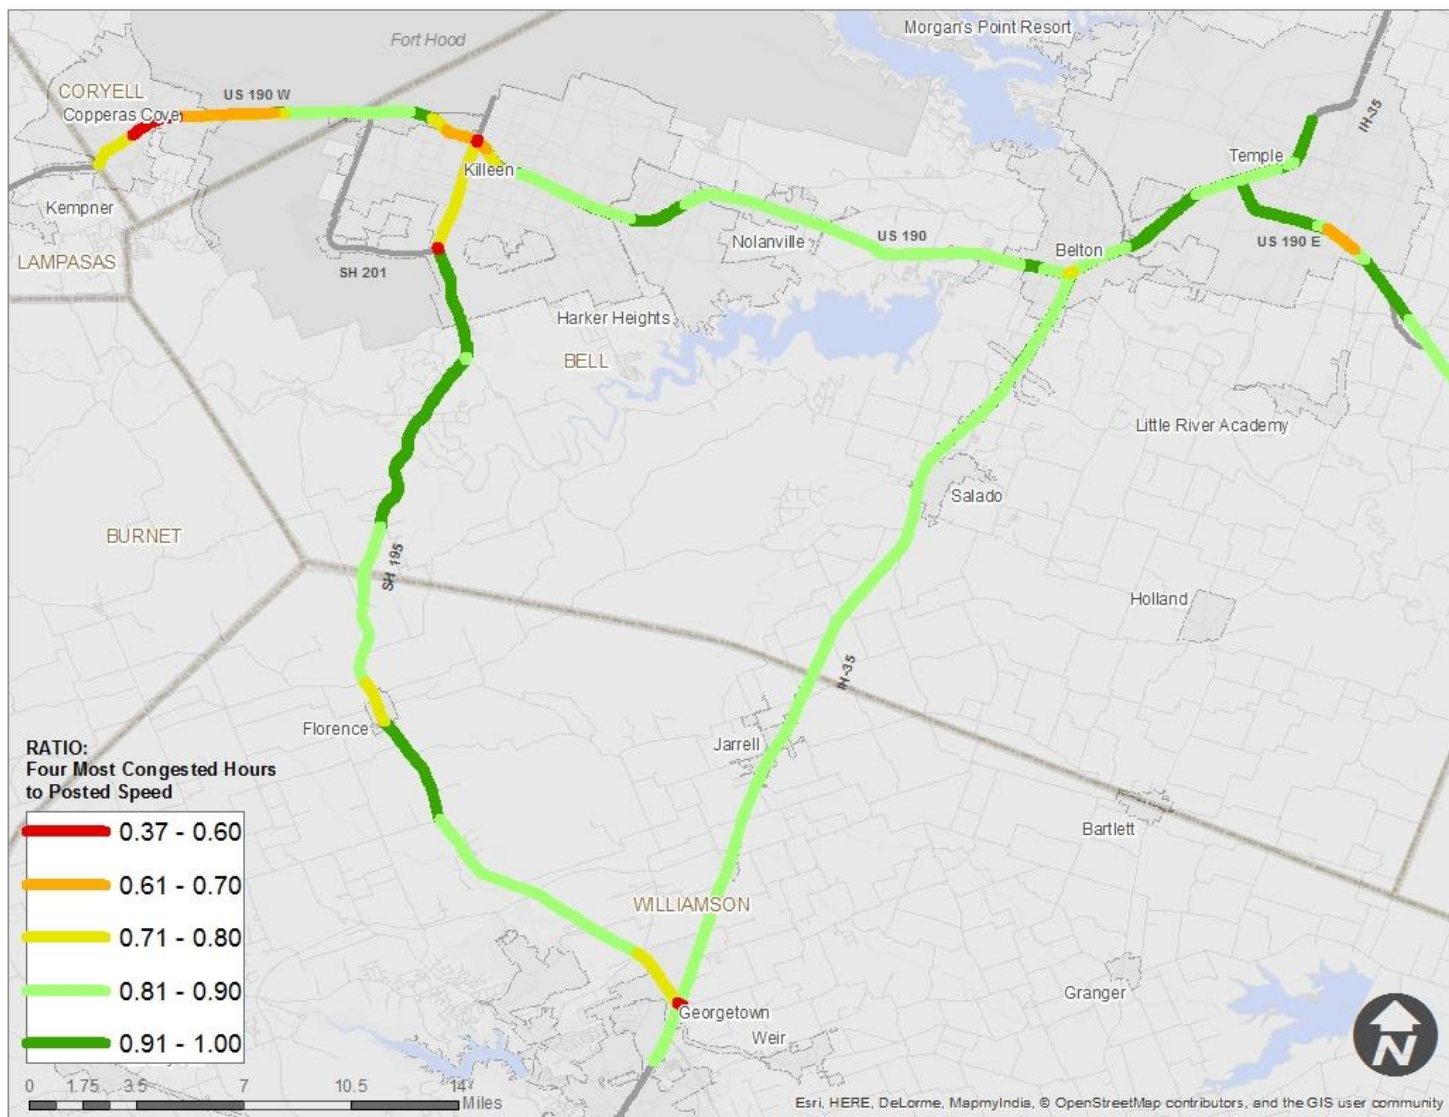 Morgan's Point Resort
Fort Hood
CORYELL
US 190 W
Copperas Cove
IH-35
Temple
Killeen
Kempner
US 190
US 190 E
Nolanville
Belton
LAMPASAS
SH 201
Harker Heights
BELL
Little River Academy
Salado
BURNET
SH 195
Holland
IH-35
Florence
Jarrell
RATIO:
Four Most Congested Hours
to Posted Speed
0.37 - 0.60
0.61 - 0.70
0.71 - 0.80
0.81 - 0.90
0.91 - 1.00
Bartlett
WILLIAMSON
Granger
Georgetown
Weir
N
0 1.75 3.5 7 10.5 14
Miles
Esri, HERE, DeLorme, MapmyIndia, © OpenStreetMap contributors, and the GIS user community